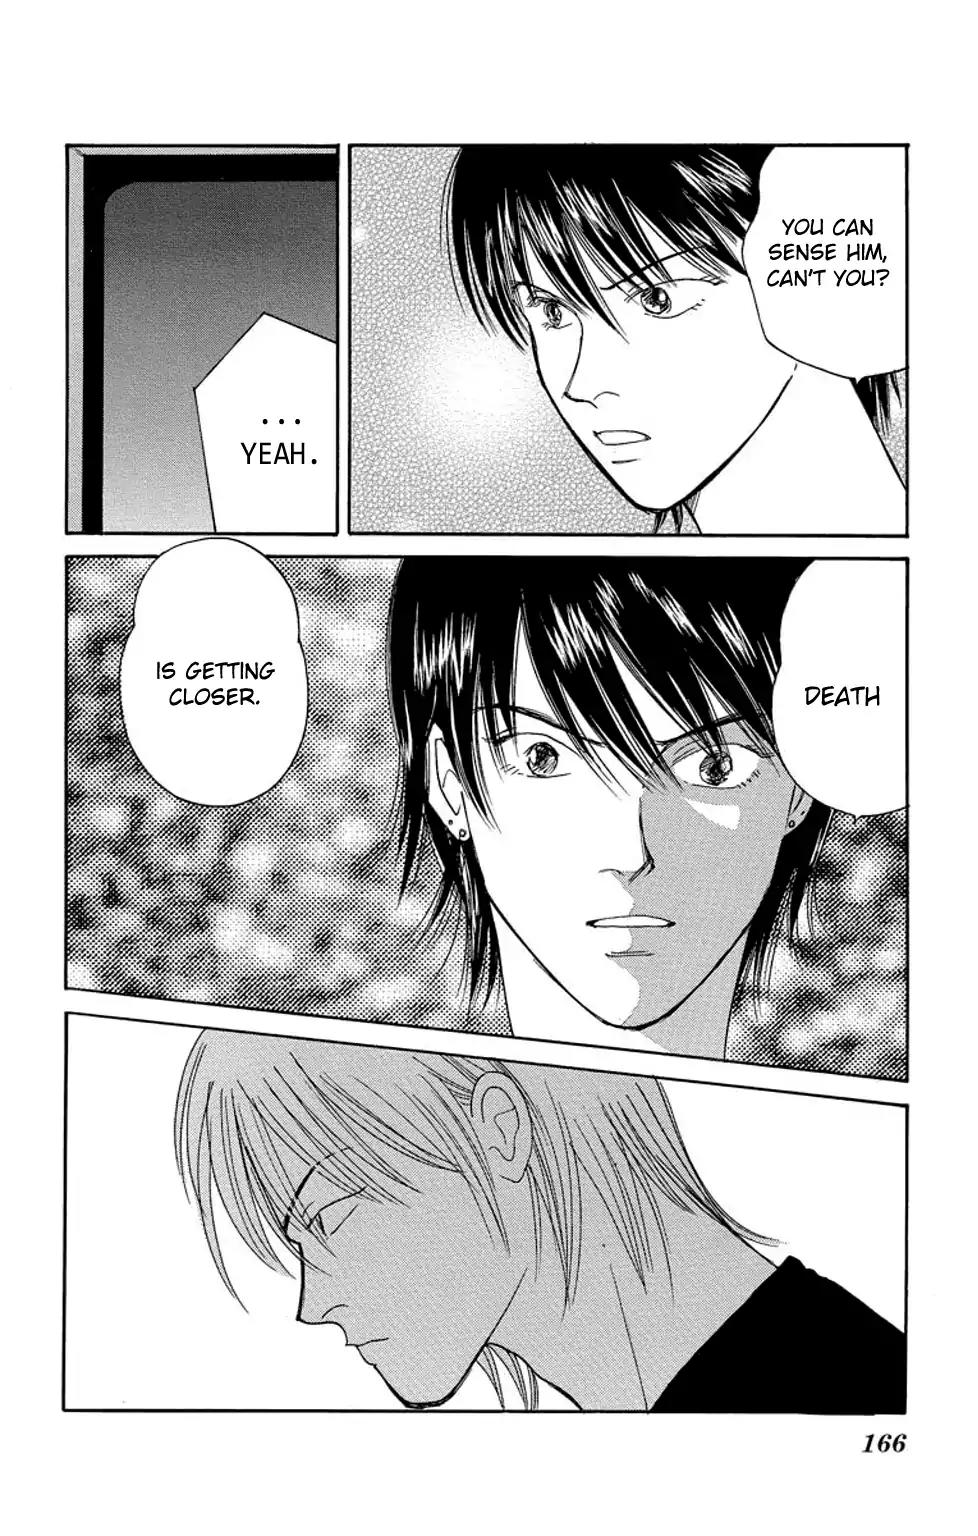 YOU CAN
SENSE HIM,
CAN'T YOU?
...
YEAH.
DEATH
IS GETTING
CLOSER.
166